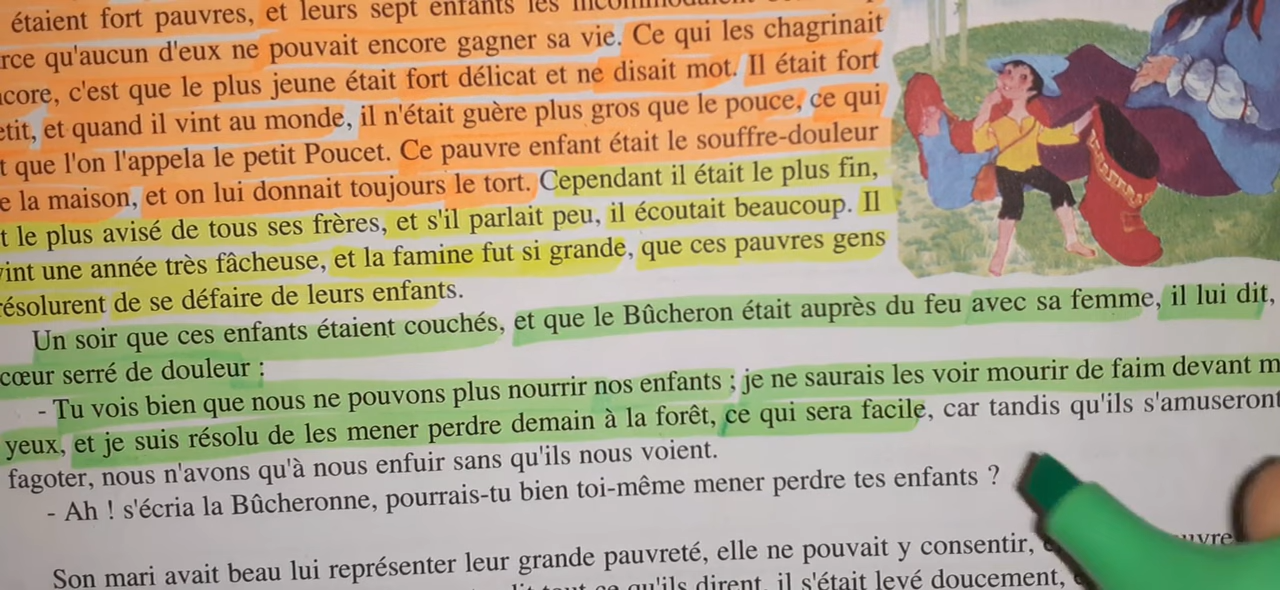 étaient fort pauvres, et leurs sept enfants les
rce qu'aucun d'eux ne pouvait encore gagner sa vie. Ce qui les chagrinait
core, c'est que le plus jeune était fort délicat et ne disait mot. Il était fort
etit, et quand il vint au monde, il n'était guère plus gros que le pouce, ce qui
t que l'on l'appela le petit Poucet. Ce pauvre enfant était le souffre-douleur
e la maison, et on lui donnait toujours le tort. Cependant il était le plus fin,
t le plus avisé de tous ses frères, et s'il parlait peu, il écoutait beaucoup. Il
vint une année très fâcheuse, et la famine fut si grande, que ces pauvres gens
résolurent de se défaire de leurs enfants.
Un soir que ces enfants étaient couchés, et que le Bûcheron était auprès du feu avec sa femme, il lui dit,
cœur serré de douleur :
- Tu vois bien que nous ne pouvons plus nourrir nos enfants ; je ne saurais les voir mourir de faim devant m
yeux, et je suis résolu de les mener perdre demain à la forêt, ce qui sera facile, car tandis qu'ils s'amuseront
fagoter, nous n'avons qu'à nous enfuir sans qu'ils nous voient.
- Ah ! s'écria la Bûcheronne, pourrais-tu bien toi-même mener perdre tes enfants ?
Son mari avait beau lui représenter leur grande pauvreté, elle ne pouvait y consentir,
ce qu'ils dirent, il s'était levé doucement,